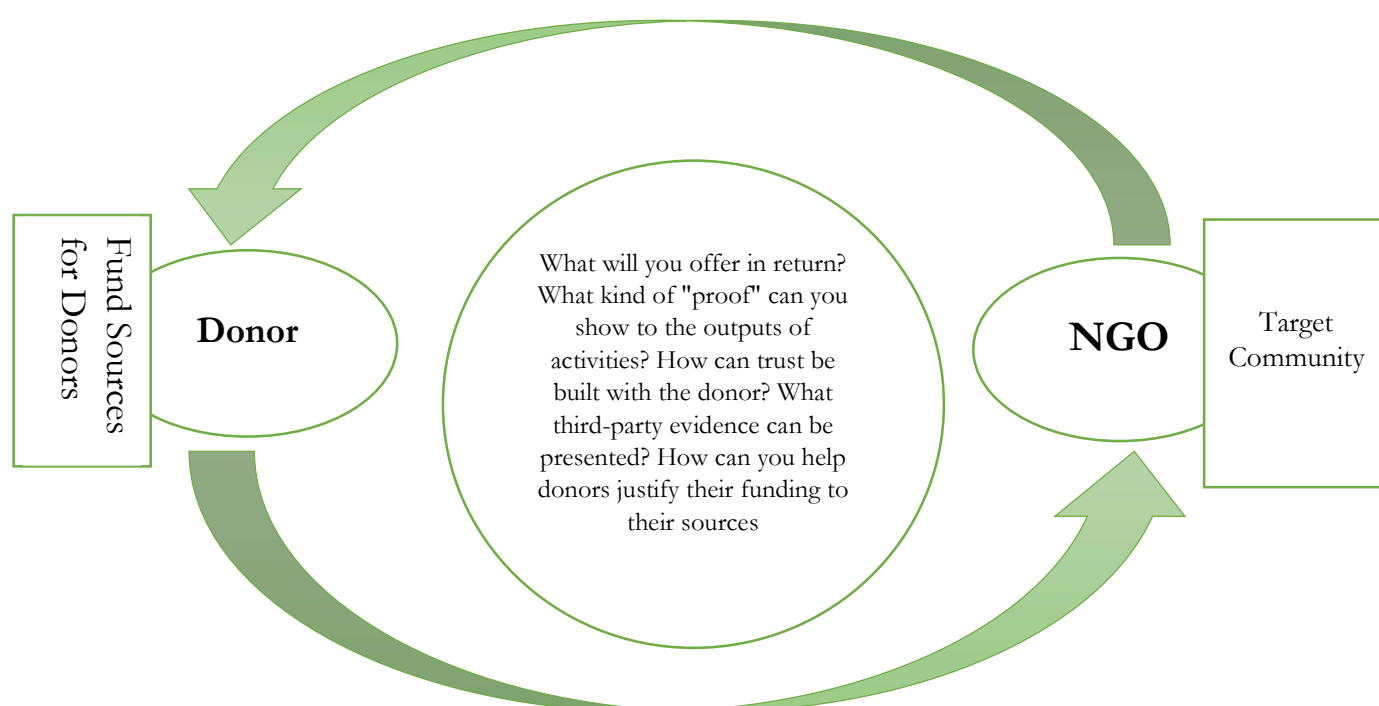 Fund Sources
for Donors
Donor
What will you offer in return?
What kind of "proof" can you
show to the outputs of
activities? How can trust be
built with the donor? What
third-party evidence can be
presented? How can you help
donors justify their funding to
their sources
NGO
Target
Community